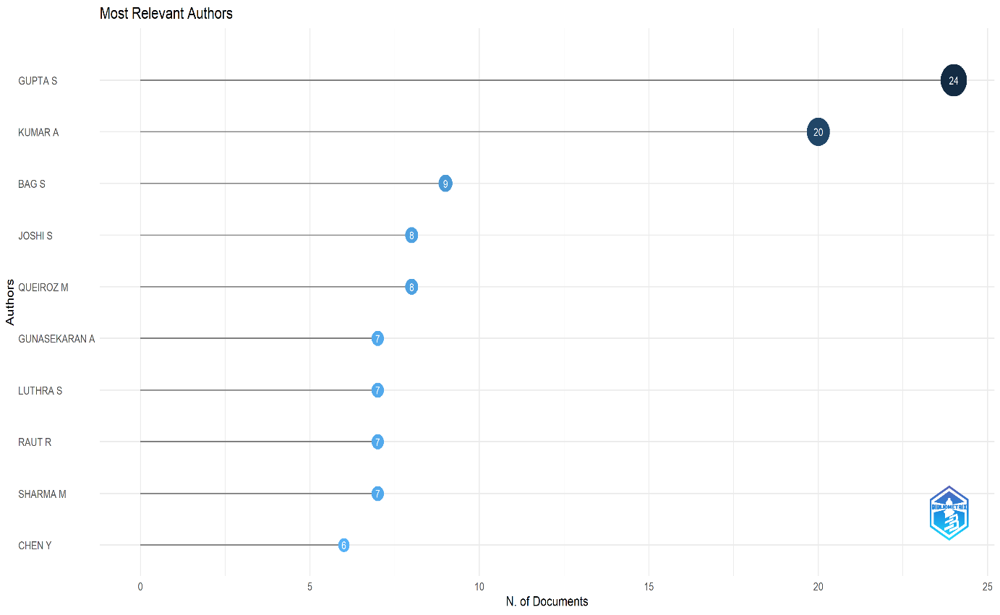 Most Relevant Authors
GUPTA S
24
KUMAR A
20
BAG S
9
JOSHI S
8
QUEIROZ M
8
GUNASEKARAN A
7
LUTHRA S
7
RAUT R
7
SHARMA M
7
CHEN Y
6
Authors
BIBLIOMETRIX
0 5 10 15 20 25
N. of Documents